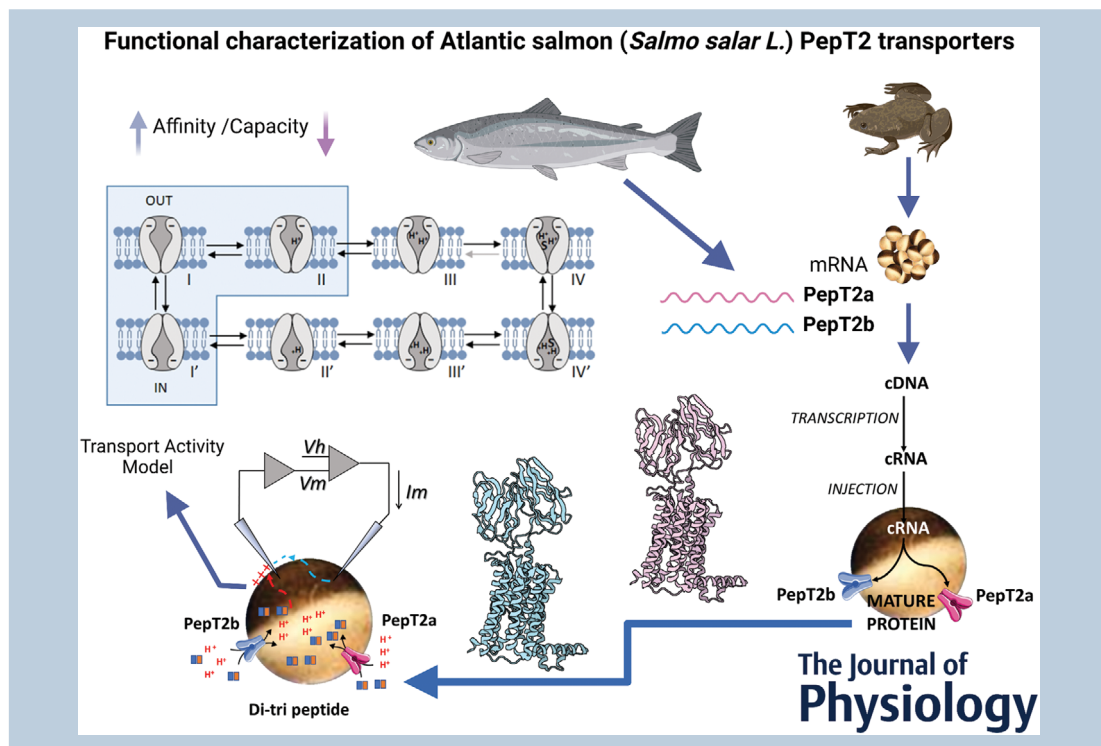 Functional characterization of Atlantic salmon (Salmo salar L.) PepT2 transporters
Affinity /Capacity
OUT
H⁺
H⁺ H⁺
H⁺
S H⁺
I
II
III
IV
I'
II'
III'
IV'
IN
+H
+H +H
S
+H +H
mRNA
PepT2a
PepT2b
cDNA
TRANSCRIPTION
cRNA
INJECTION
cRNA
PepT2b
MATURE
PROTEIN
PepT2a
Transport Activity
Model
Vh
Vm
Im
PepT2b
PepT2a
H⁺
H⁺
H⁺
H⁺
H⁺
H⁺
H⁺
H⁺
H⁺
H⁺
H⁺
Di-tri peptide
The Journal of
Physiology